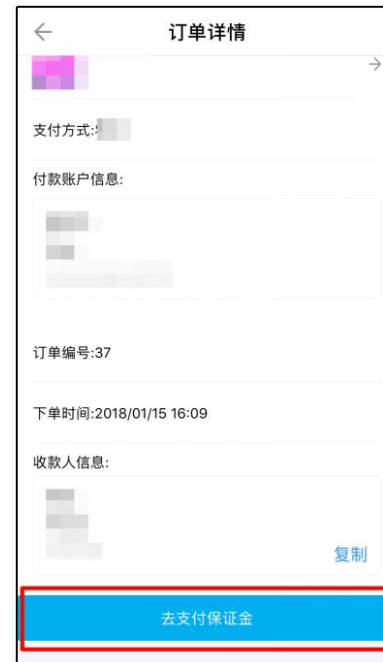 订单详情
支付方式:
付款账户信息:
订单编号:37
下单时间:2018/01/15 16:09
收款人信息:
复制
去支付保证金